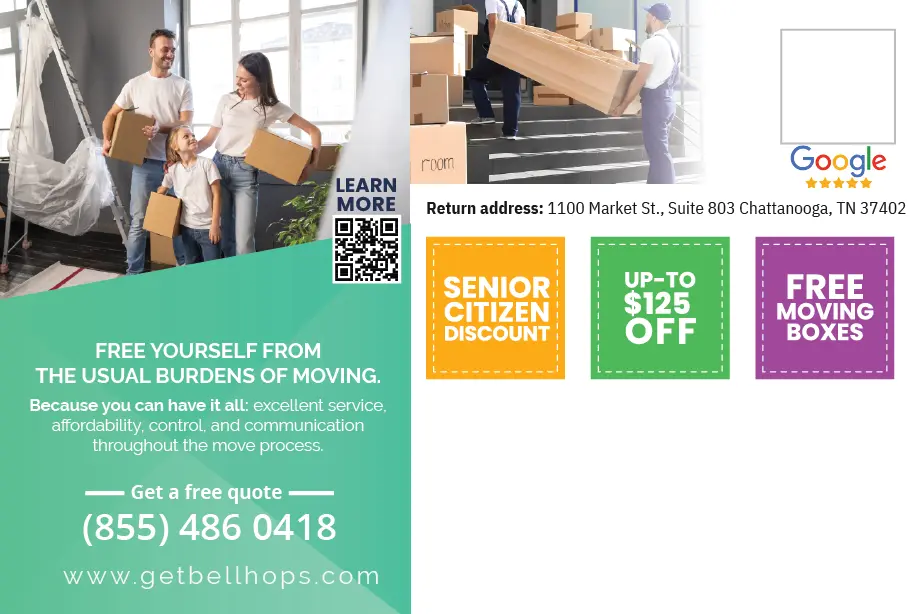 LEARN
MORE
FREE YOURSELF FROM
THE USUAL BURDENS OF MOVING.
Because you can have it all: excellent service,
affordability, control, and communication
throughout the move process.
Get a free quote
(855) 486 0418
www.getbellhops.com
room
Google
Return address: 1100 Market St., Suite 803 Chattanooga, TN 37402
SENIOR
CITIZEN
DISCOUNT
UP-TO
$125
OFF
FREE
MOVING
BOXES